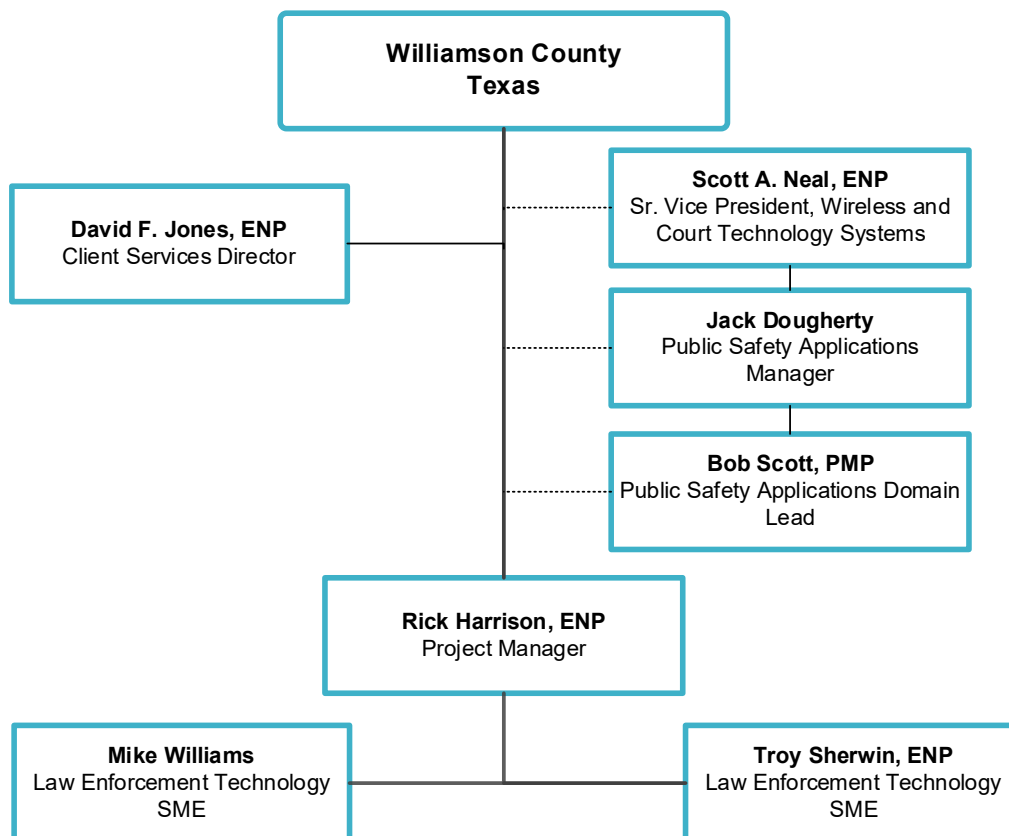 Williamson County
Texas
Scott A. Neal, ENP
Sr. Vice President, Wireless and
Court Technology Systems
David F. Jones, ENP
Client Services Director
Jack Dougherty
Public Safety Applications
Manager
Bob Scott, PMP
Public Safety Applications Domain
Lead
Rick Harrison, ENP
Project Manager
Mike Williams
Law Enforcement Technology
SME
Troy Sherwin, ENP
Law Enforcement Technology
SME